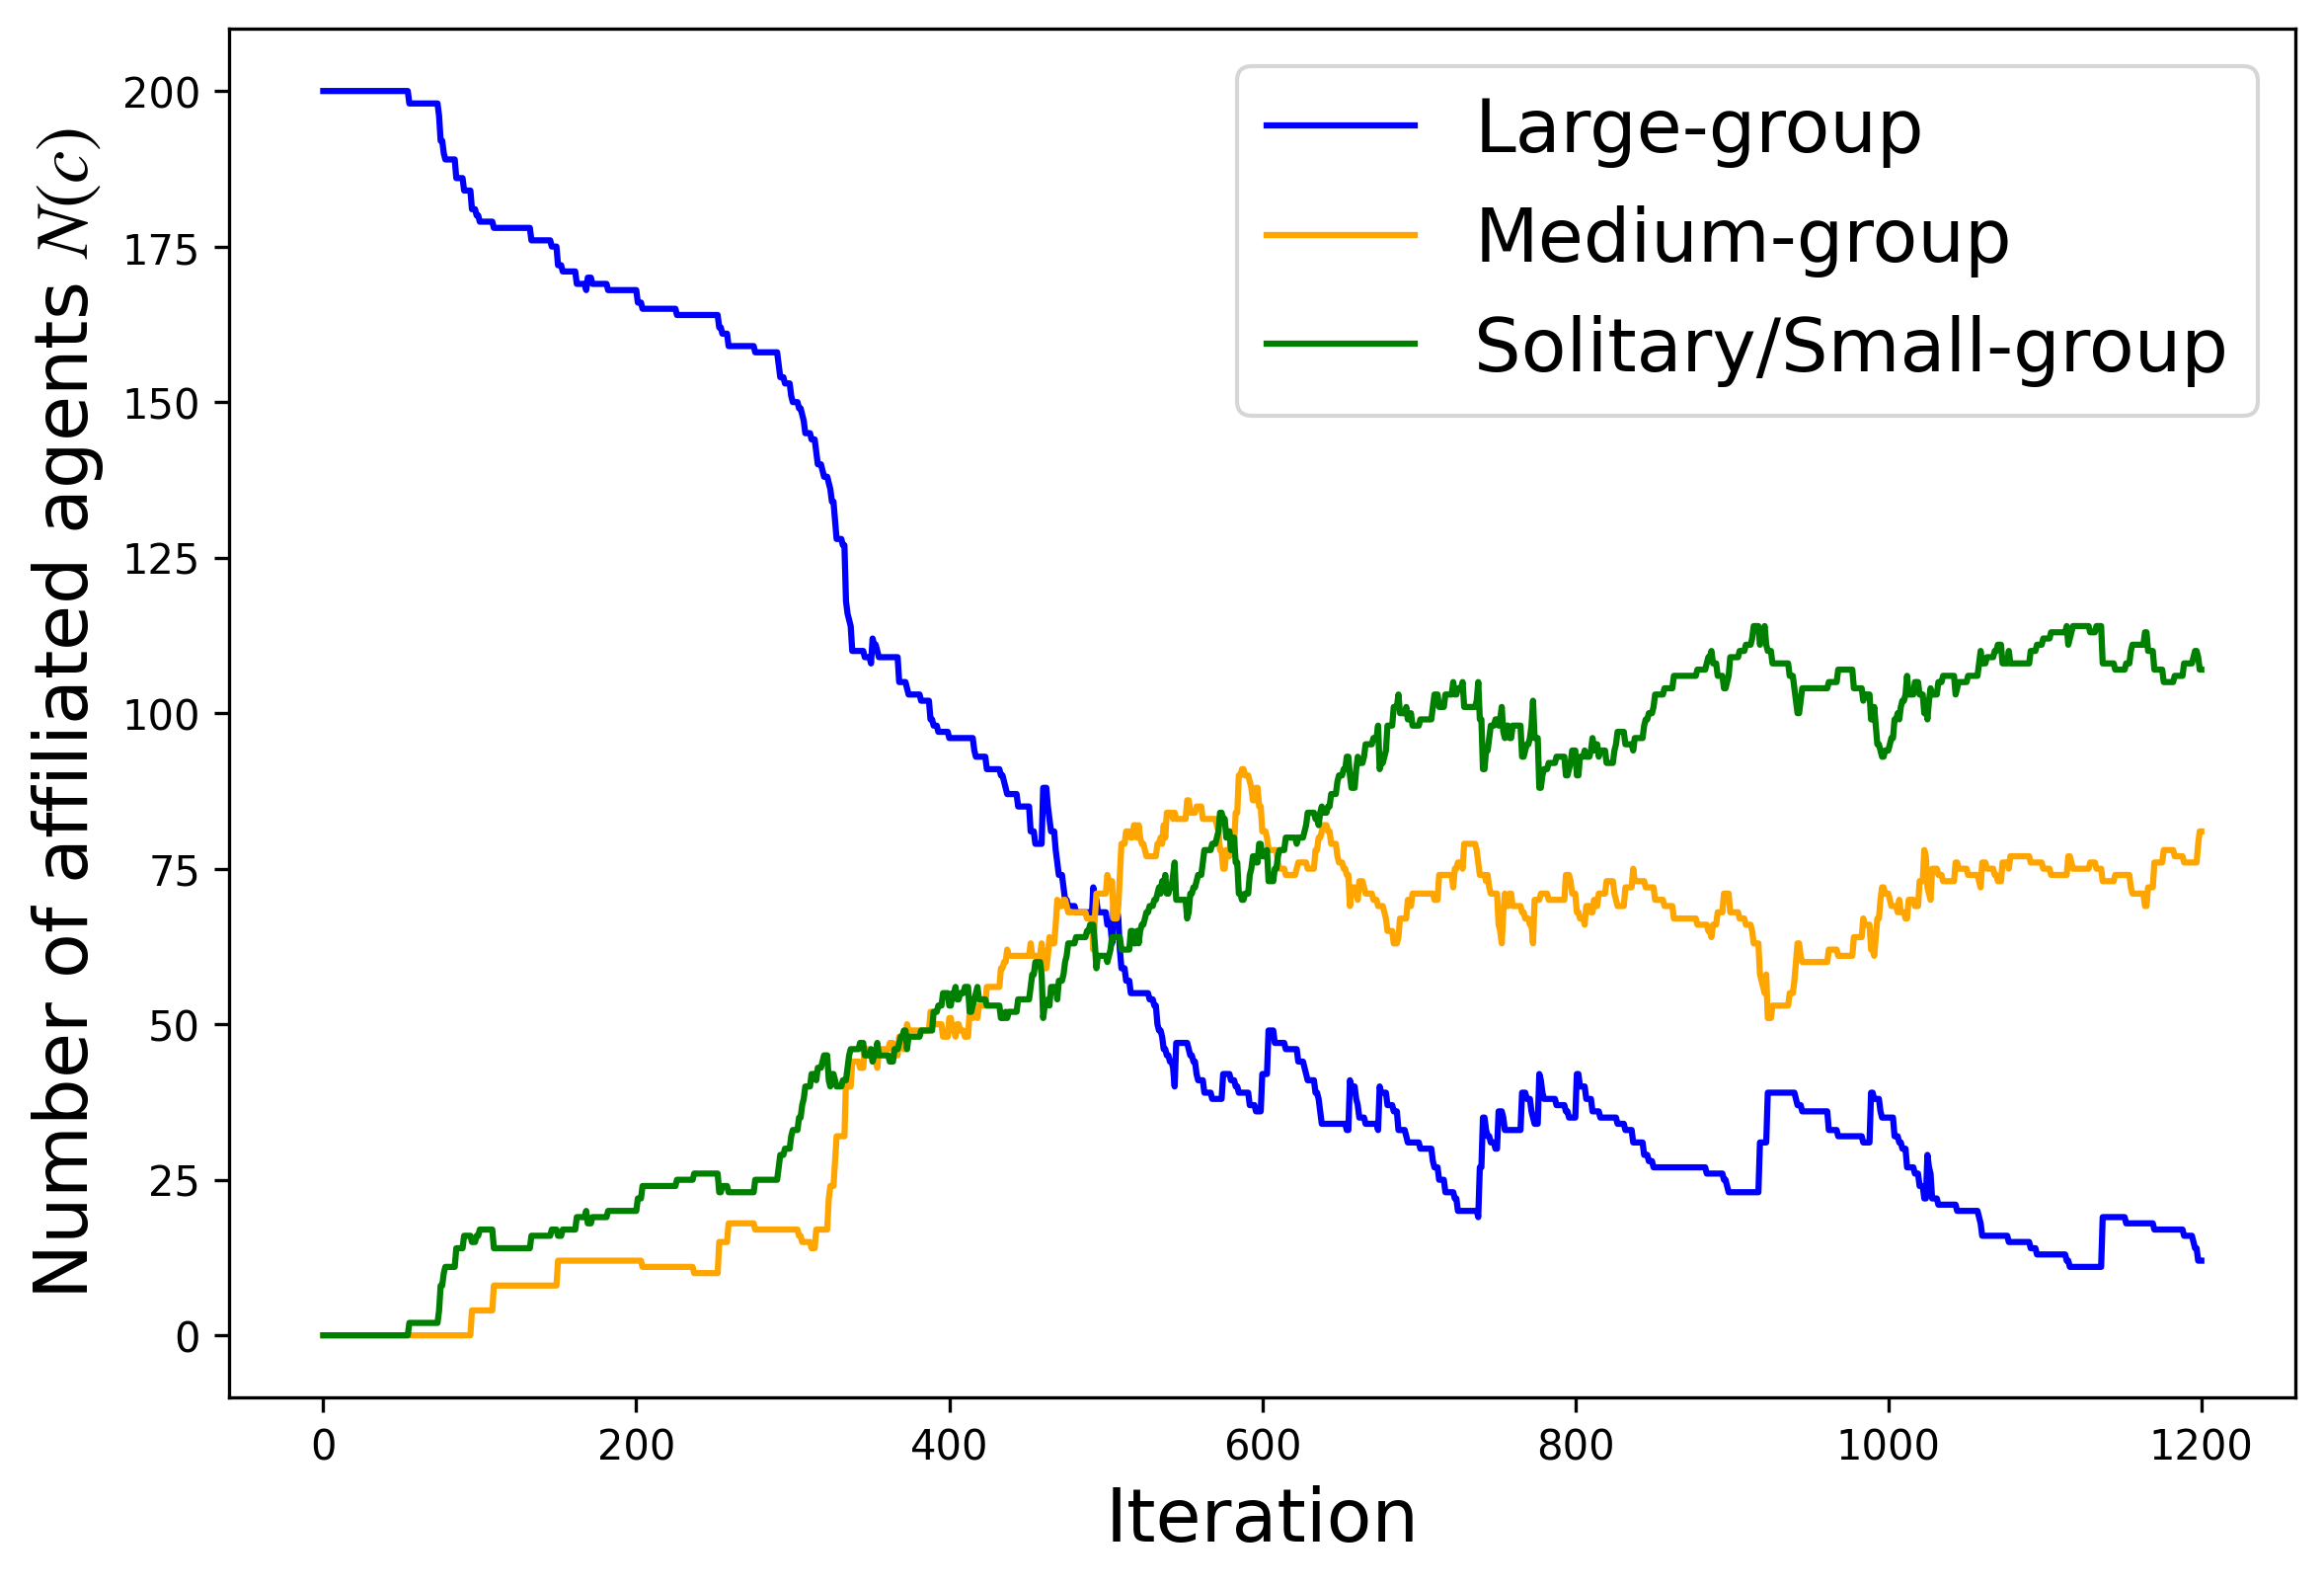 Number of affiliated agents N(c)
200
175
150
125
100
75
50
25
0
Large-group
Medium-group
Solitary/Small-group
0 200 400 600 800 1000 1200
Iteration